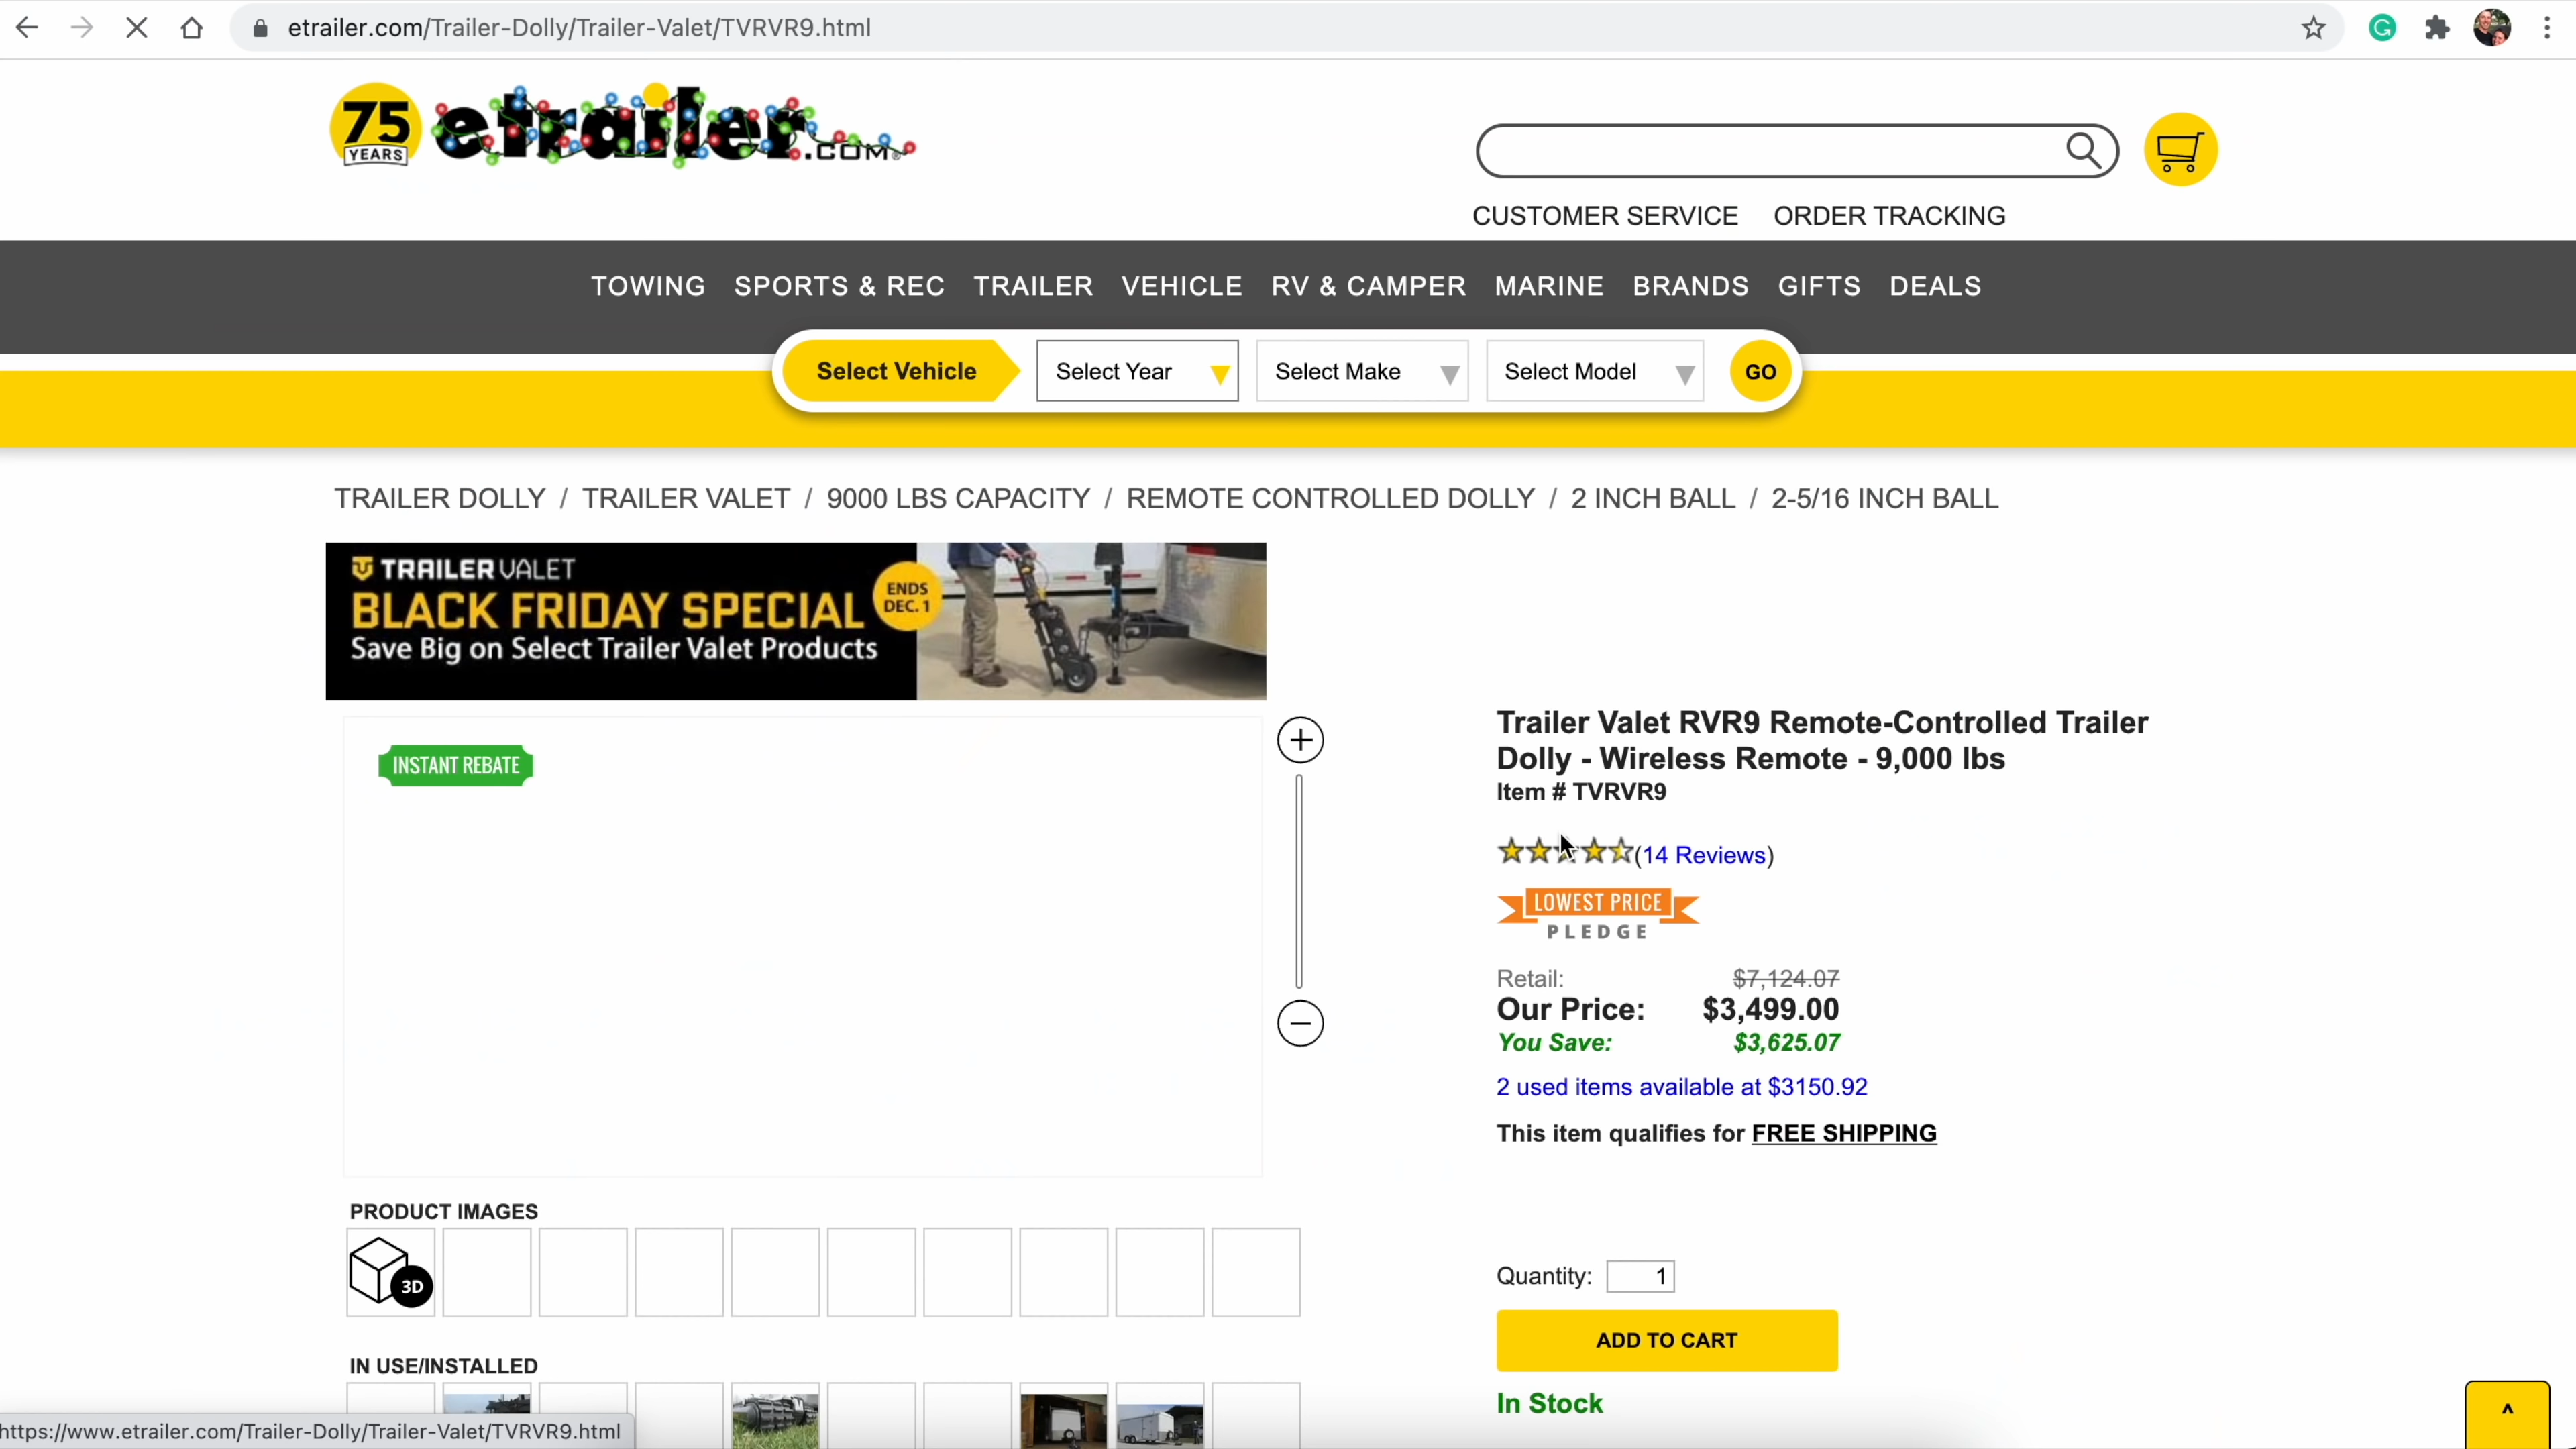 etrailer.com/Trailer-Dolly/Trailer-Valet/TVRVR9.html
G
75
YEARS
etrailer.COM®
CUSTOMER SERVICE ORDER TRACKING
TOWING SPORTS & REC TRAILER VEHICLE RV & CAMPER MARINE BRANDS GIFTS DEALS
Select Vehicle Select Year Select Make Select Model GO
TRAILER DOLLY / TRAILER VALET / 9000 LBS CAPACITY / REMOTE CONTROLLED DOLLY / 2 INCH BALL / 2-5/16 INCH BALL
TRAILER VALET
BLACK FRIDAY SPECIAL
ENDS
DEC. 1
Save Big on Select Trailer Valet Products
INSTANT REBATE
Trailer Valet RVR9 Remote-Controlled Trailer
Dolly - Wireless Remote - 9,000 lbs
Item # TVRVR9
(14 Reviews)
LOWEST PRICE
PLEDGE
Retail: $7,124.07
Our Price: $3,499.00
You Save: $3,625.07
2 used items available at $3150.92
This item qualifies for FREE SHIPPING
PRODUCT IMAGES
3D
Quantity: 1
ADD TO CART
IN USE/INSTALLED
In Stock
https://www.etrailer.com/Trailer-Dolly/Trailer-Valet/TVRVR9.html